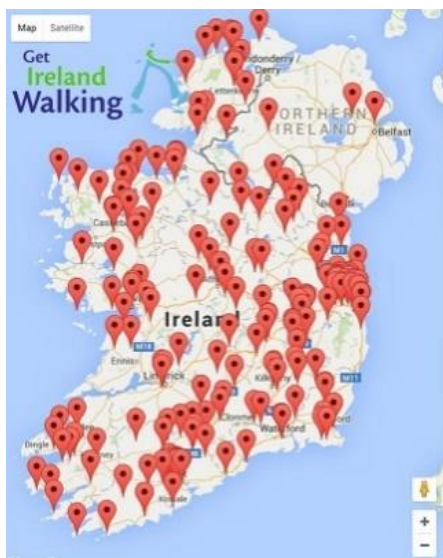 Map
Satellite
Get
Ireland
Walking
Derry
NORTHERN
IRELAND
Belfast
M1
Ireland
M18
Ennis
Limerick
Kilkenny
M11
Clonmel
Waterford
Dingle
Kinsale
+
−